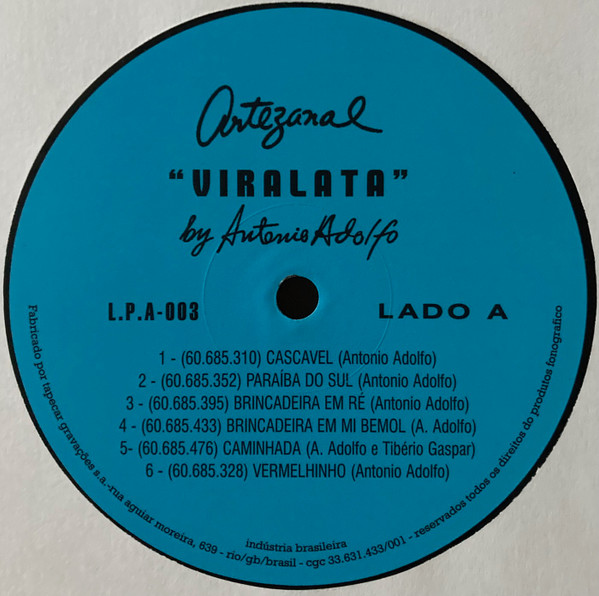 Artezanal
"VIRALATA"
by Antonio Adolfo
L.P.A-003
LADO A
1 - (60.685.310) CASCAVEL (Antonio Adolfo)
2 - (60.685.352) PARAÍBA DO SUL (Antonio Adolfo)
3 - (60.685.395) BRINCADEIRA EM RÉ (Antonio Adolfo)
4 - (60.685.433) BRINCADEIRA EM MI BEMOL (A. Adolfo)
5- (60.685.476) CAMINHADA (A. Adolfo e Tibério Gaspar)
6 - (60.685.328) VERMELHINHO (Antonio Adolfo)
indústria brasileira
Fabricado por tapecar gravações s.a.-rua aguiar moreira, 639 - rio/gb/brasil - cgc 33.631.433/001 - reservados todos os direitos do produtos fonografico